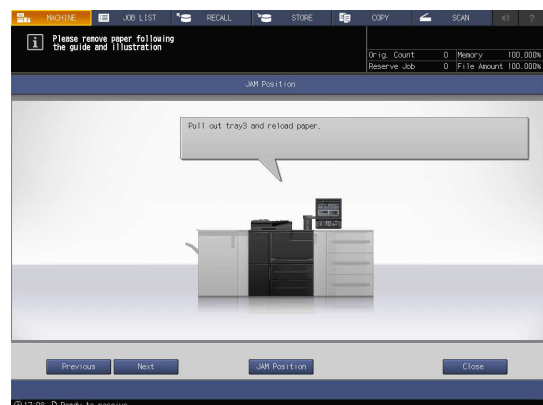 MACHINE
JOB LIST
RECALL
STORE
COPY
SCAN
?
i
Please remove paper following
the guide and illustration
Orig. Count 0 Memory 100.000%
Reserve Job 0 File Amount 100.000%
JAM Position
Pull out tray3 and reload paper.
Previous
Next
JAM Position
Close
17:08 Ready to receive